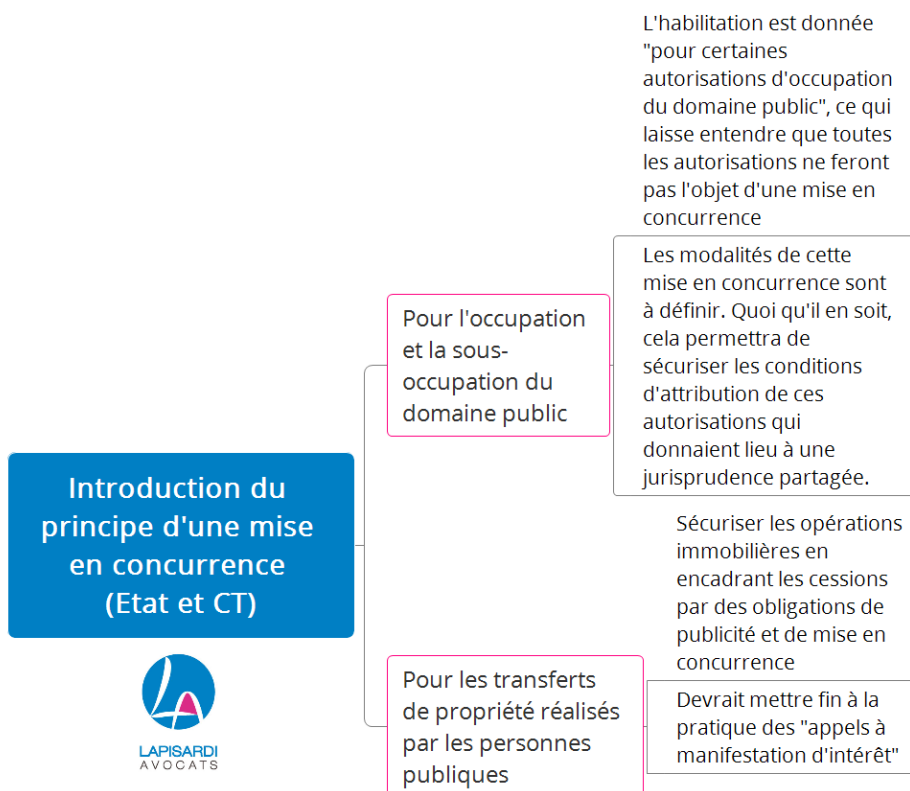 Introduction du
principe d'une mise
en concurrence
(Etat et CT)
LAPISARDI
AVOCATS
Pour l'occupation
et la sous-
occupation du
domaine public
L'habilitation est donnée
"pour certaines
autorisations d'occupation
du domaine public", ce qui
laisse entendre que toutes
les autorisations ne feront
pas l'objet d'une mise en
concurrence
Les modalités de cette
mise en concurrence sont
à définir. Quoi qu'il en soit,
cela permettra de
sécuriser les conditions
d'attribution de ces
autorisations qui
donnaient lieu à une
jurisprudence partagée.
Pour les transferts
de propriété réalisés
par les personnes
publiques
Sécuriser les opérations
immobilières en
encadrant les cessions
par des obligations de
publicité et de mise en
concurrence
Devrait mettre fin à la
pratique des "appels à
manifestation d'intérêt"